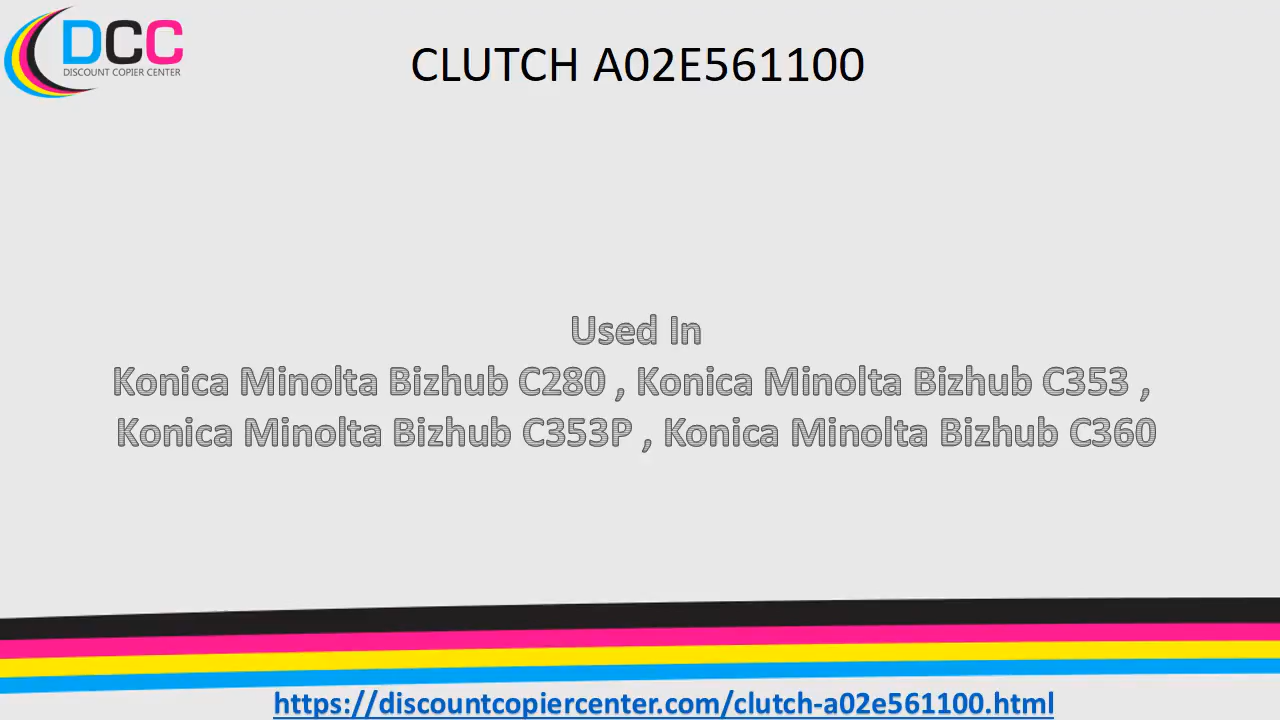 DCC
DISCOUNT COPIER CENTER
CLUTCH A02E561100
Used In
Konica Minolta Bizhub C280 , Konica Minolta Bizhub C353 ,
Konica Minolta Bizhub C353P , Konica Minolta Bizhub C360
https://discountcopiercenter.com/clutch-a02e561100.html